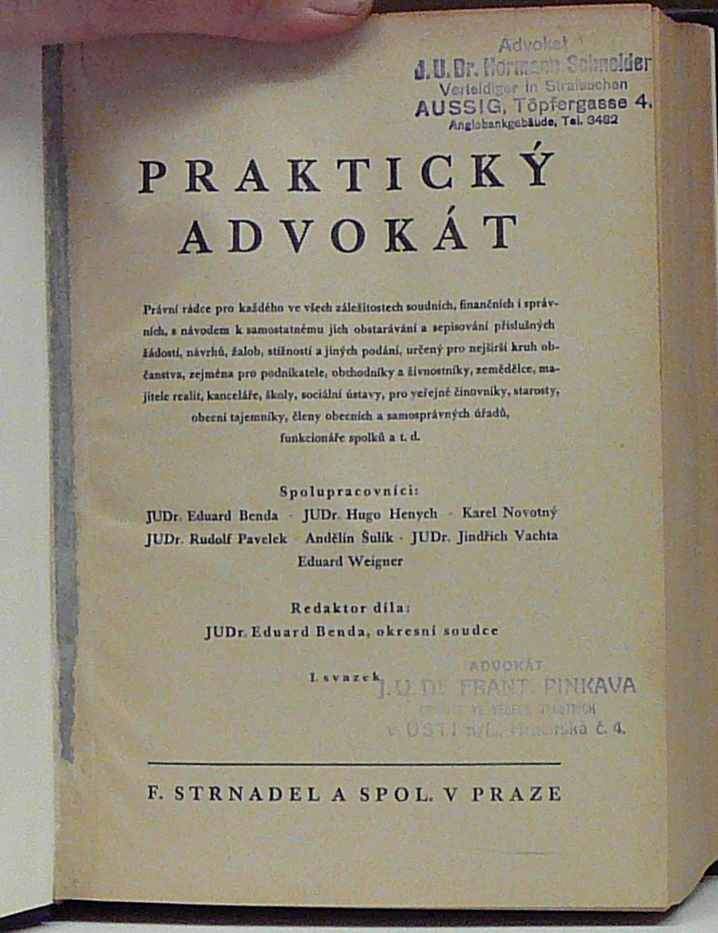 Advokat
J.U.Dr. Hermann Schneider
Verteidiger in Strafsachen
AUSSIG, Töpfergasse 4.
Anglobankgebäude, Tel. 3482
PRAKTICKÝ
ADVOKÁT
Právní rádce pro každého ve všech záležitostech soudních, finančních i správ-
ních, s návodem k samostatnému jich obstarávání a sepisování příslušných
žádostí, návrhů, žalob, stížností a jiných podání, určený pro nejširší kruh ob-
čanstva, zejména pro podnikatele, obchodníky a živnostníky, zemědělce, ma-
jitele realit, kanceláře, školy, sociální ústavy, pro veřejné činovníky, starosty,
obecní tajemníky, členy obecních a samosprávných úřadů,
funkcionáře spolků a t. d.
Spolupracovníci:
JUDr. Eduard Benda · JUDr. Hugo Henych · Karel Novotný
JUDr. Rudolf Pavelek · Andělín Šulík · JUDr. Jindřich Vachta
Eduard Weigner
Redaktor díla:
JUDr. Eduard Benda, okresní soudce
I. svazek
ADVOKÁT
J.U.Dr. FRANT. PINKAVA
VE VĚCECH TRESTNÍCH
v ÚSTÍ n/L., Hrnčířská č. 4.
F. STRNADEL A SPOL. V PRAZE